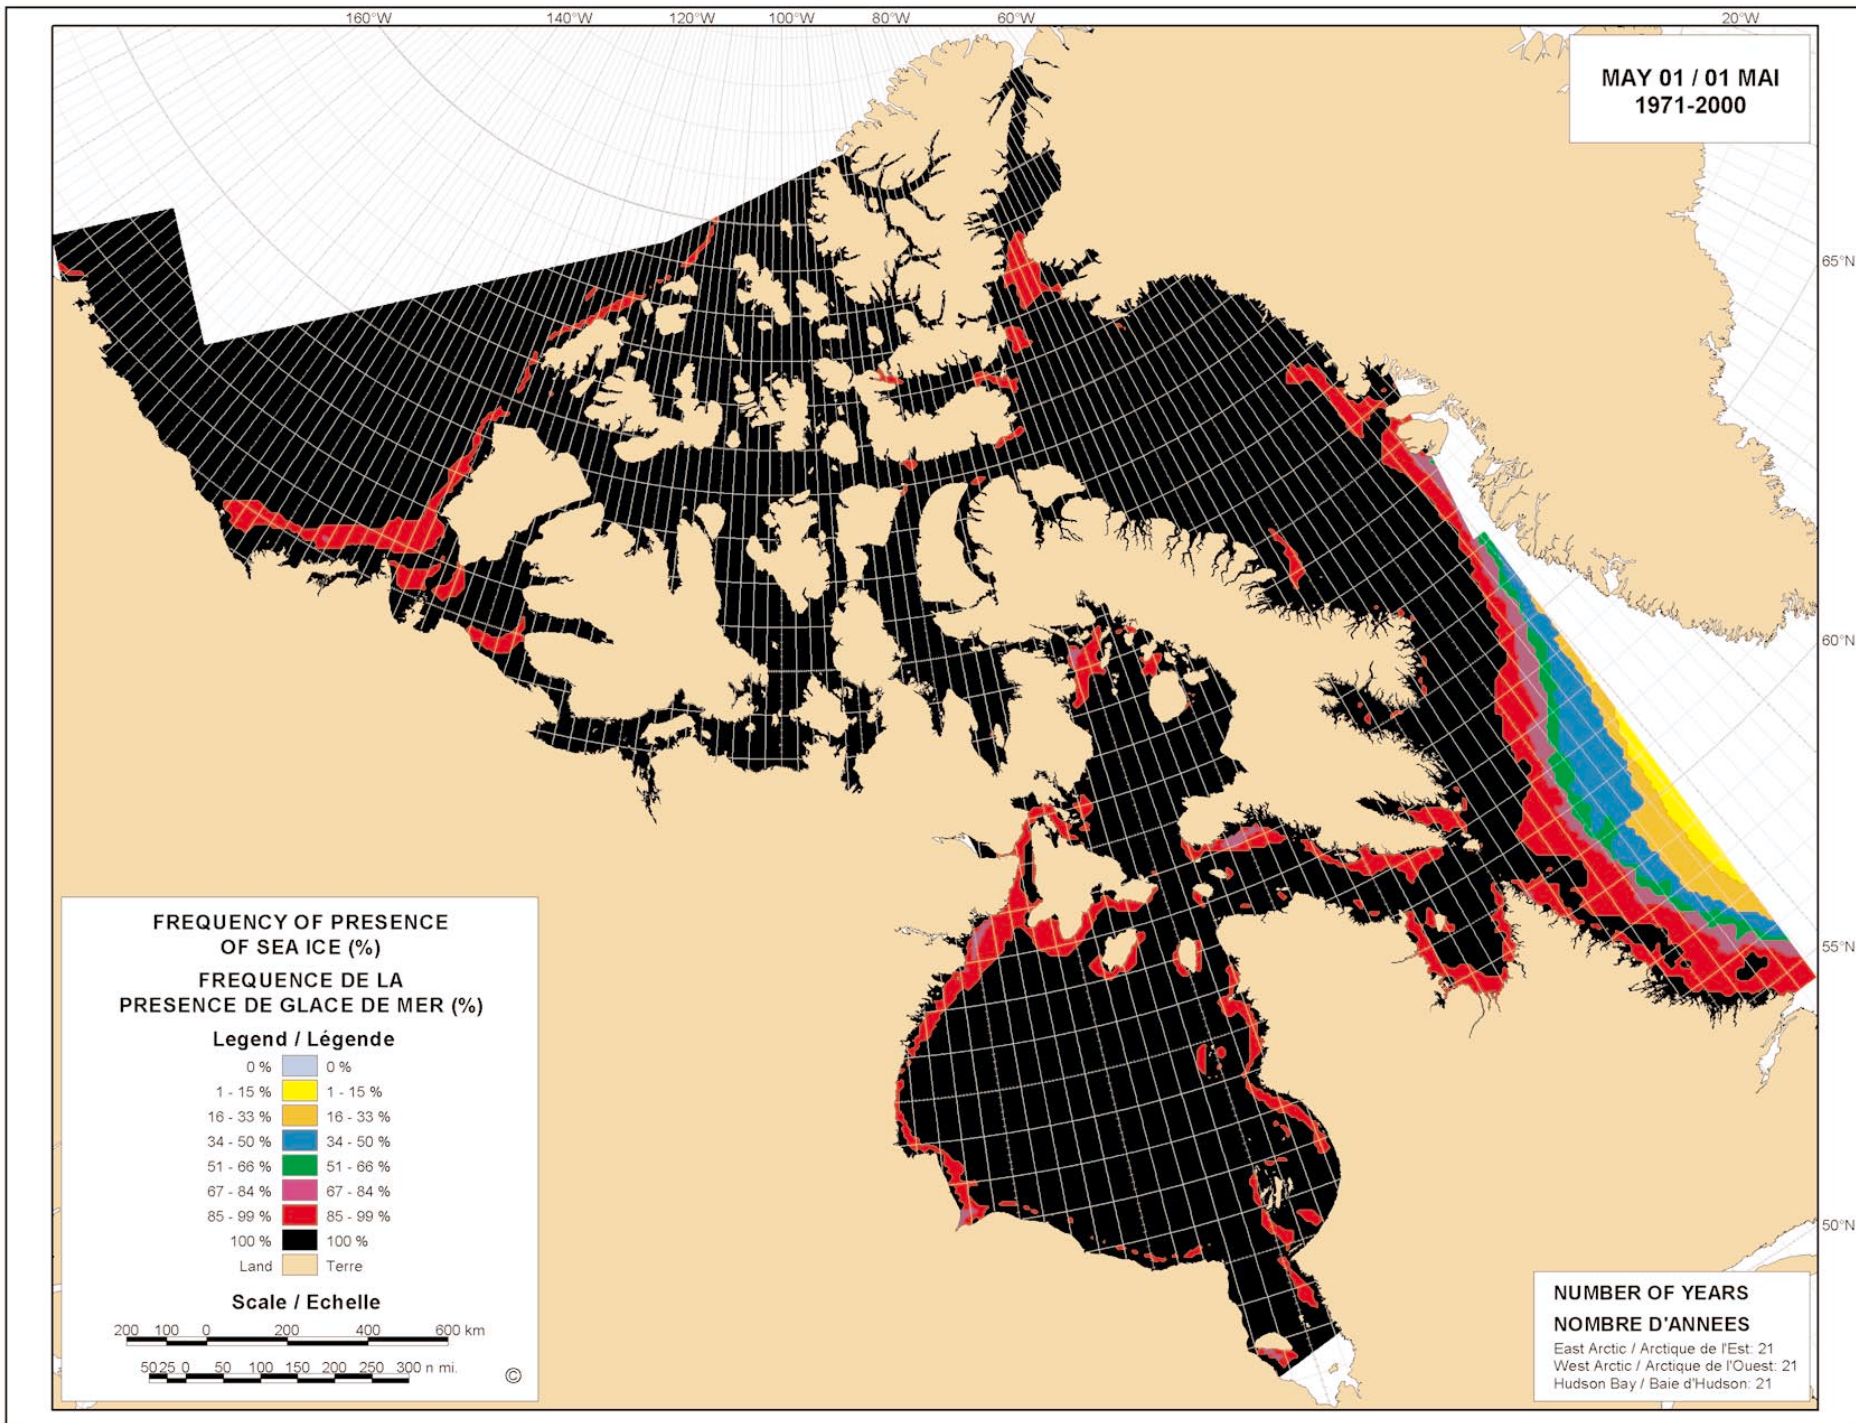 160°W 140°W 120°W 100°W 80°W 60°W 20°W
MAY 01 / 01 MAI
1971-2000
65°N
60°N
55°N
50°N
FREQUENCY OF PRESENCE
OF SEA ICE (%)
FREQUENCE DE LA
PRESENCE DE GLACE DE MER (%)
Legend / Légende
0 % 0 %
1 - 15 % 1 - 15 %
16 - 33 % 16 - 33 %
34 - 50 % 34 - 50 %
51 - 66 % 51 - 66 %
67 - 84 % 67 - 84 %
85 - 99 % 85 - 99 %
100 % 100 %
Land Terre
Scale / Echelle
200 100 0 200 400 600 km
50 25 0 50 100 150 200 250 300 n mi.
©
NUMBER OF YEARS
NOMBRE D'ANNEES
East Arctic / Arctique de l'Est: 21
West Arctic / Arctique de l'Ouest: 21
Hudson Bay / Baie d'Hudson: 21